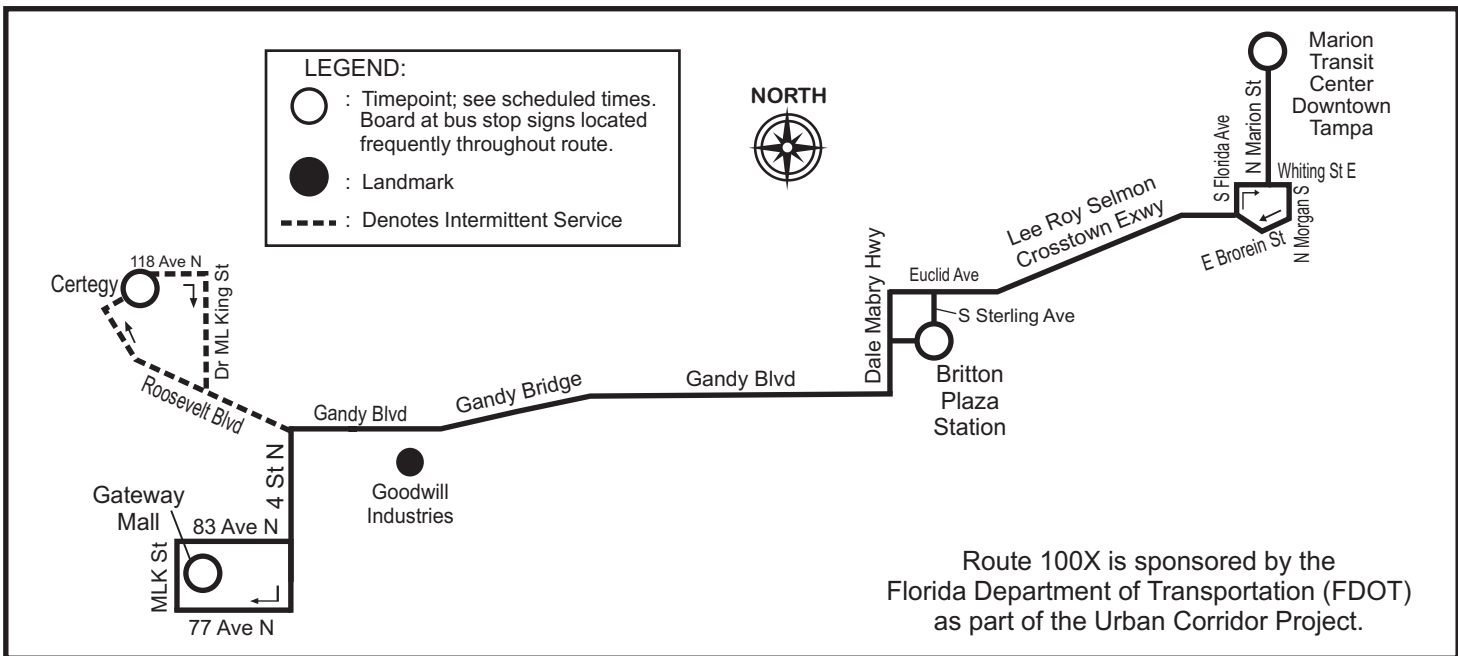 LEGEND:
: Timepoint; see scheduled times.
Board at bus stop signs located
frequently throughout route.
: Landmark
: Denotes Intermittent Service
NORTH
Marion
Transit
Center
Downtown
Tampa
N Marion St
S Florida Ave
Whiting St E
N Morgan S
E Brorein St
Lee Roy Selmon
Crosstown Exwy
Euclid Ave
S Sterling Ave
Dale Mabry Hwy
Britton
Plaza
Station
118 Ave N
Certegy
Dr ML King St
Roosevelt Blvd
Gandy Blvd
Gandy Bridge
Gandy Blvd
4 St N
Goodwill
Industries
Gateway
Mall
83 Ave N
MLK St
77 Ave N
Route 100X is sponsored by the
Florida Department of Transportation (FDOT)
as part of the Urban Corridor Project.